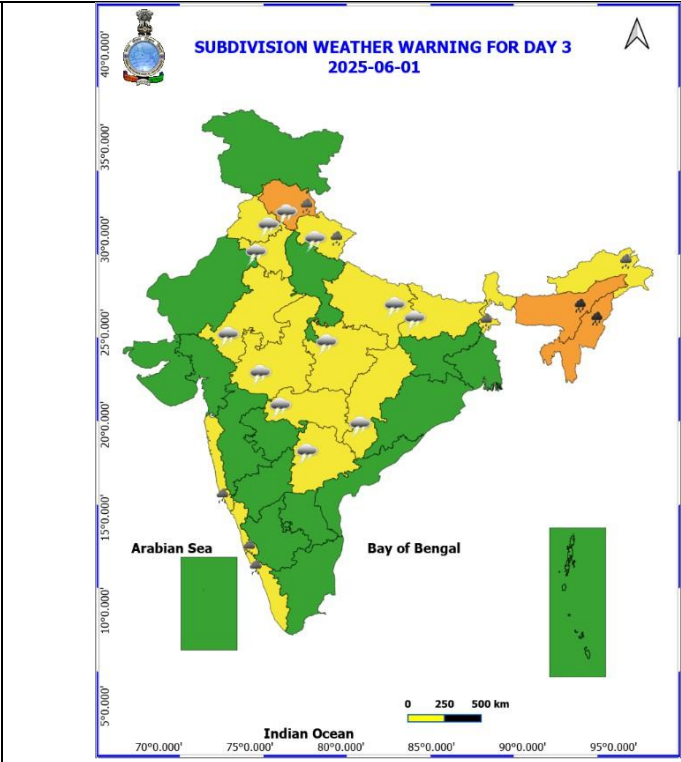 SUBDIVISION WEATHER WARNING FOR DAY 3
2025-06-01
40°0.000'
35°0.000'
30°0.000'
25°0.000'
20°0.000'
15°0.000'
10°0.000'
5°0.000'
Arabian Sea
Bay of Bengal
0 250 500 km
Indian Ocean
70°0.000' 75°0.000' 80°0.000' 85°0.000' 90°0.000' 95°0.000'